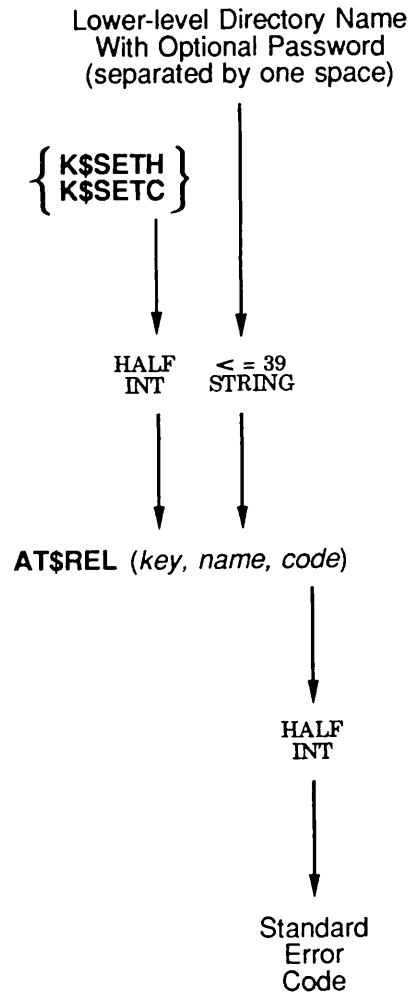 Lower-level Directory Name
With Optional Password
(separated by one space)
K$SETH
K$SETC
HALF
INT
< = 39
STRING
AT$REL (key, name, code)
HALF
INT
Standard
Error
Code